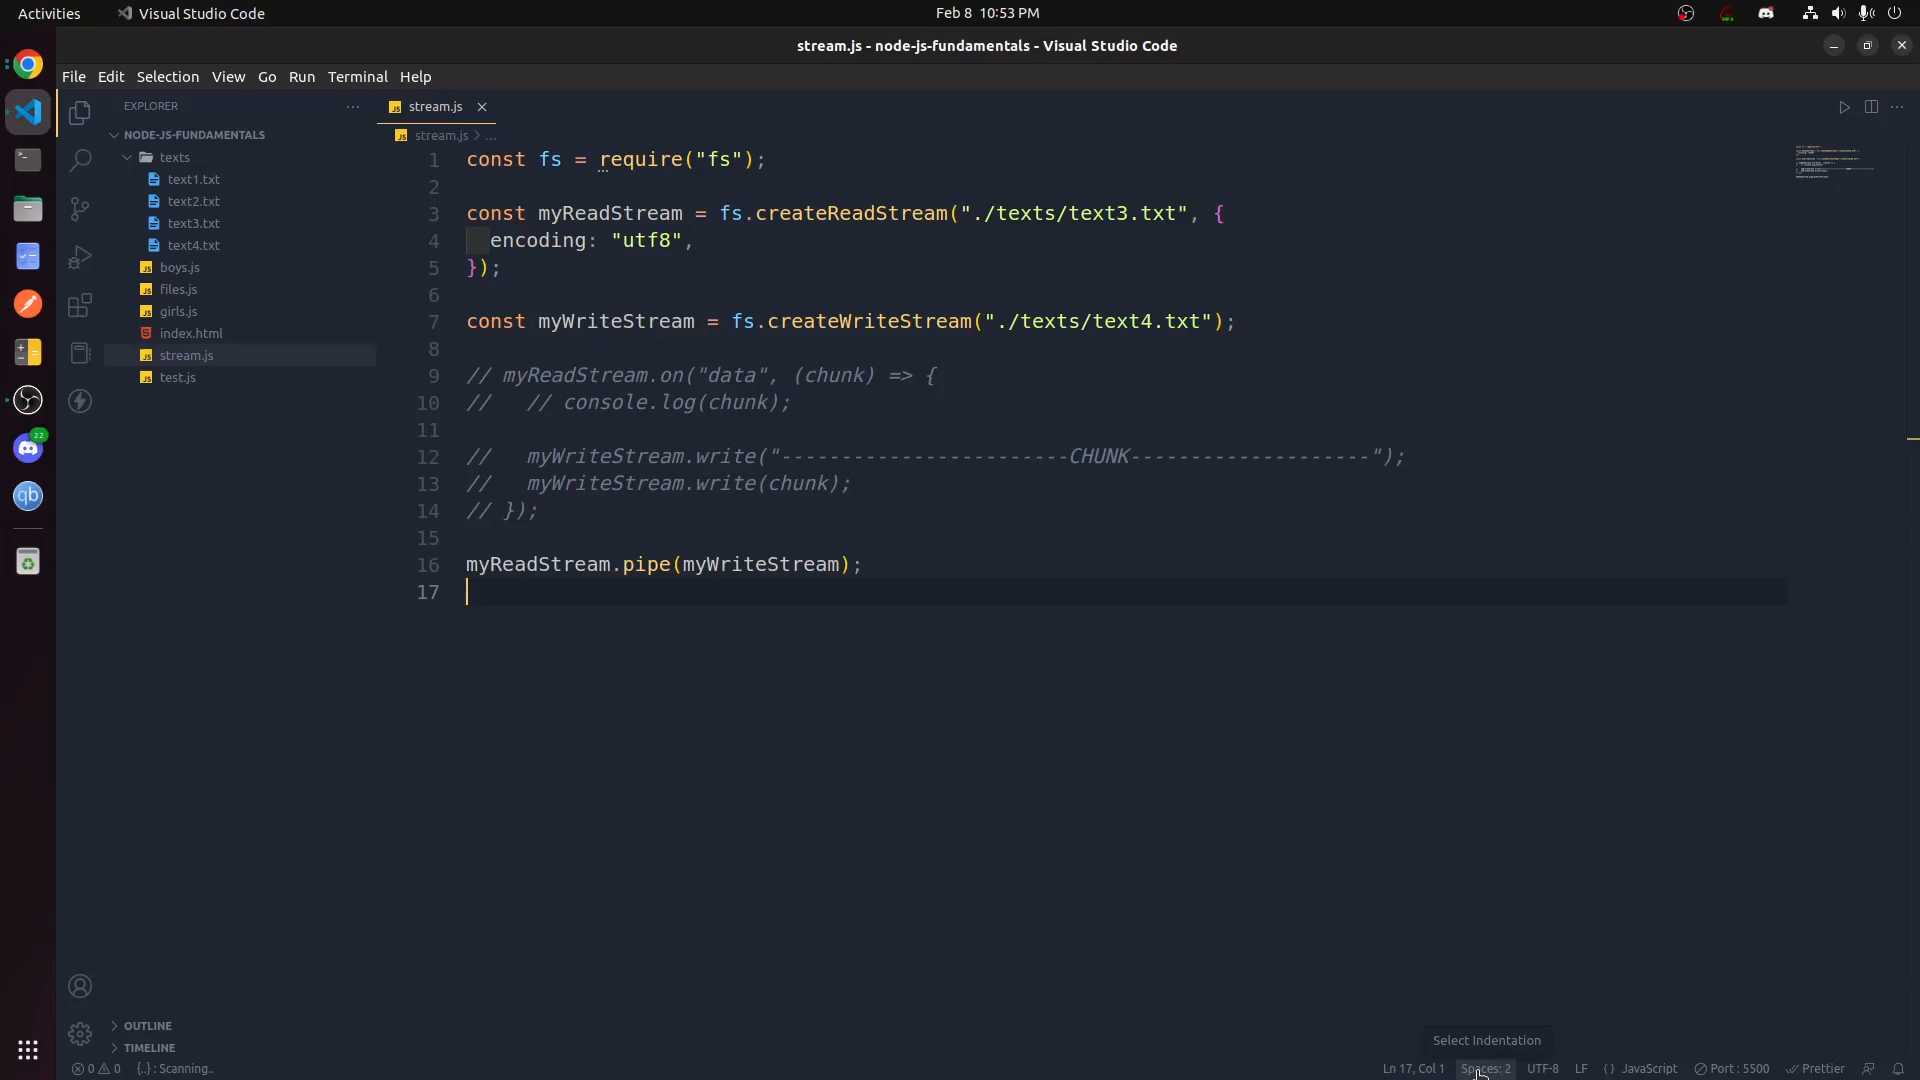 Activities Visual Studio Code Feb 8 10:53 PM
stream.js - node-js-fundamentals - Visual Studio Code
File Edit Selection View Go Run Terminal Help
EXPLORER
NODE-JS-FUNDAMENTALS
texts
text1.txt
text2.txt
text3.txt
text4.txt
boys.js
files.js
girls.js
index.html
stream.js
test.js
OUTLINE
TIMELINE
22
qb
stream.js
stream.js > ...
1 const fs = require("fs");
2
3 const myReadStream = fs.createReadStream("./texts/text3.txt", {
4 encoding: "utf8",
5 });
6
7 const myWriteStream = fs.createWriteStream("./texts/text4.txt");
8
9 // myReadStream.on("data", (chunk) => {
10 // // console.log(chunk);
11
12 // myWriteStream.write("------------------------CHUNK--------------------");
13 // myWriteStream.write(chunk);
14 // });
15
16 myReadStream.pipe(myWriteStream);
17
Select Indentation
0 0 {..} : Scanning.. Ln 17, Col 1 Spaces: 2 UTF-8 LF {} JavaScript Port : 5500 Prettier